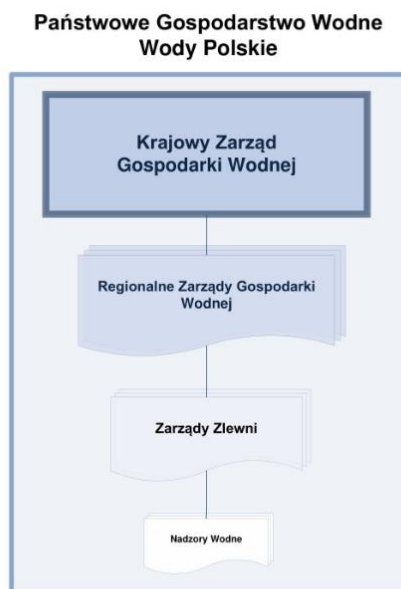 Państwowe Gospodarstwo Wodne
Wody Polskie
Krajowy Zarząd
Gospodarki Wodnej
Regionalne Zarządy Gospodarki
Wodnej
Zarządy Zlewni
Nadzory Wodne